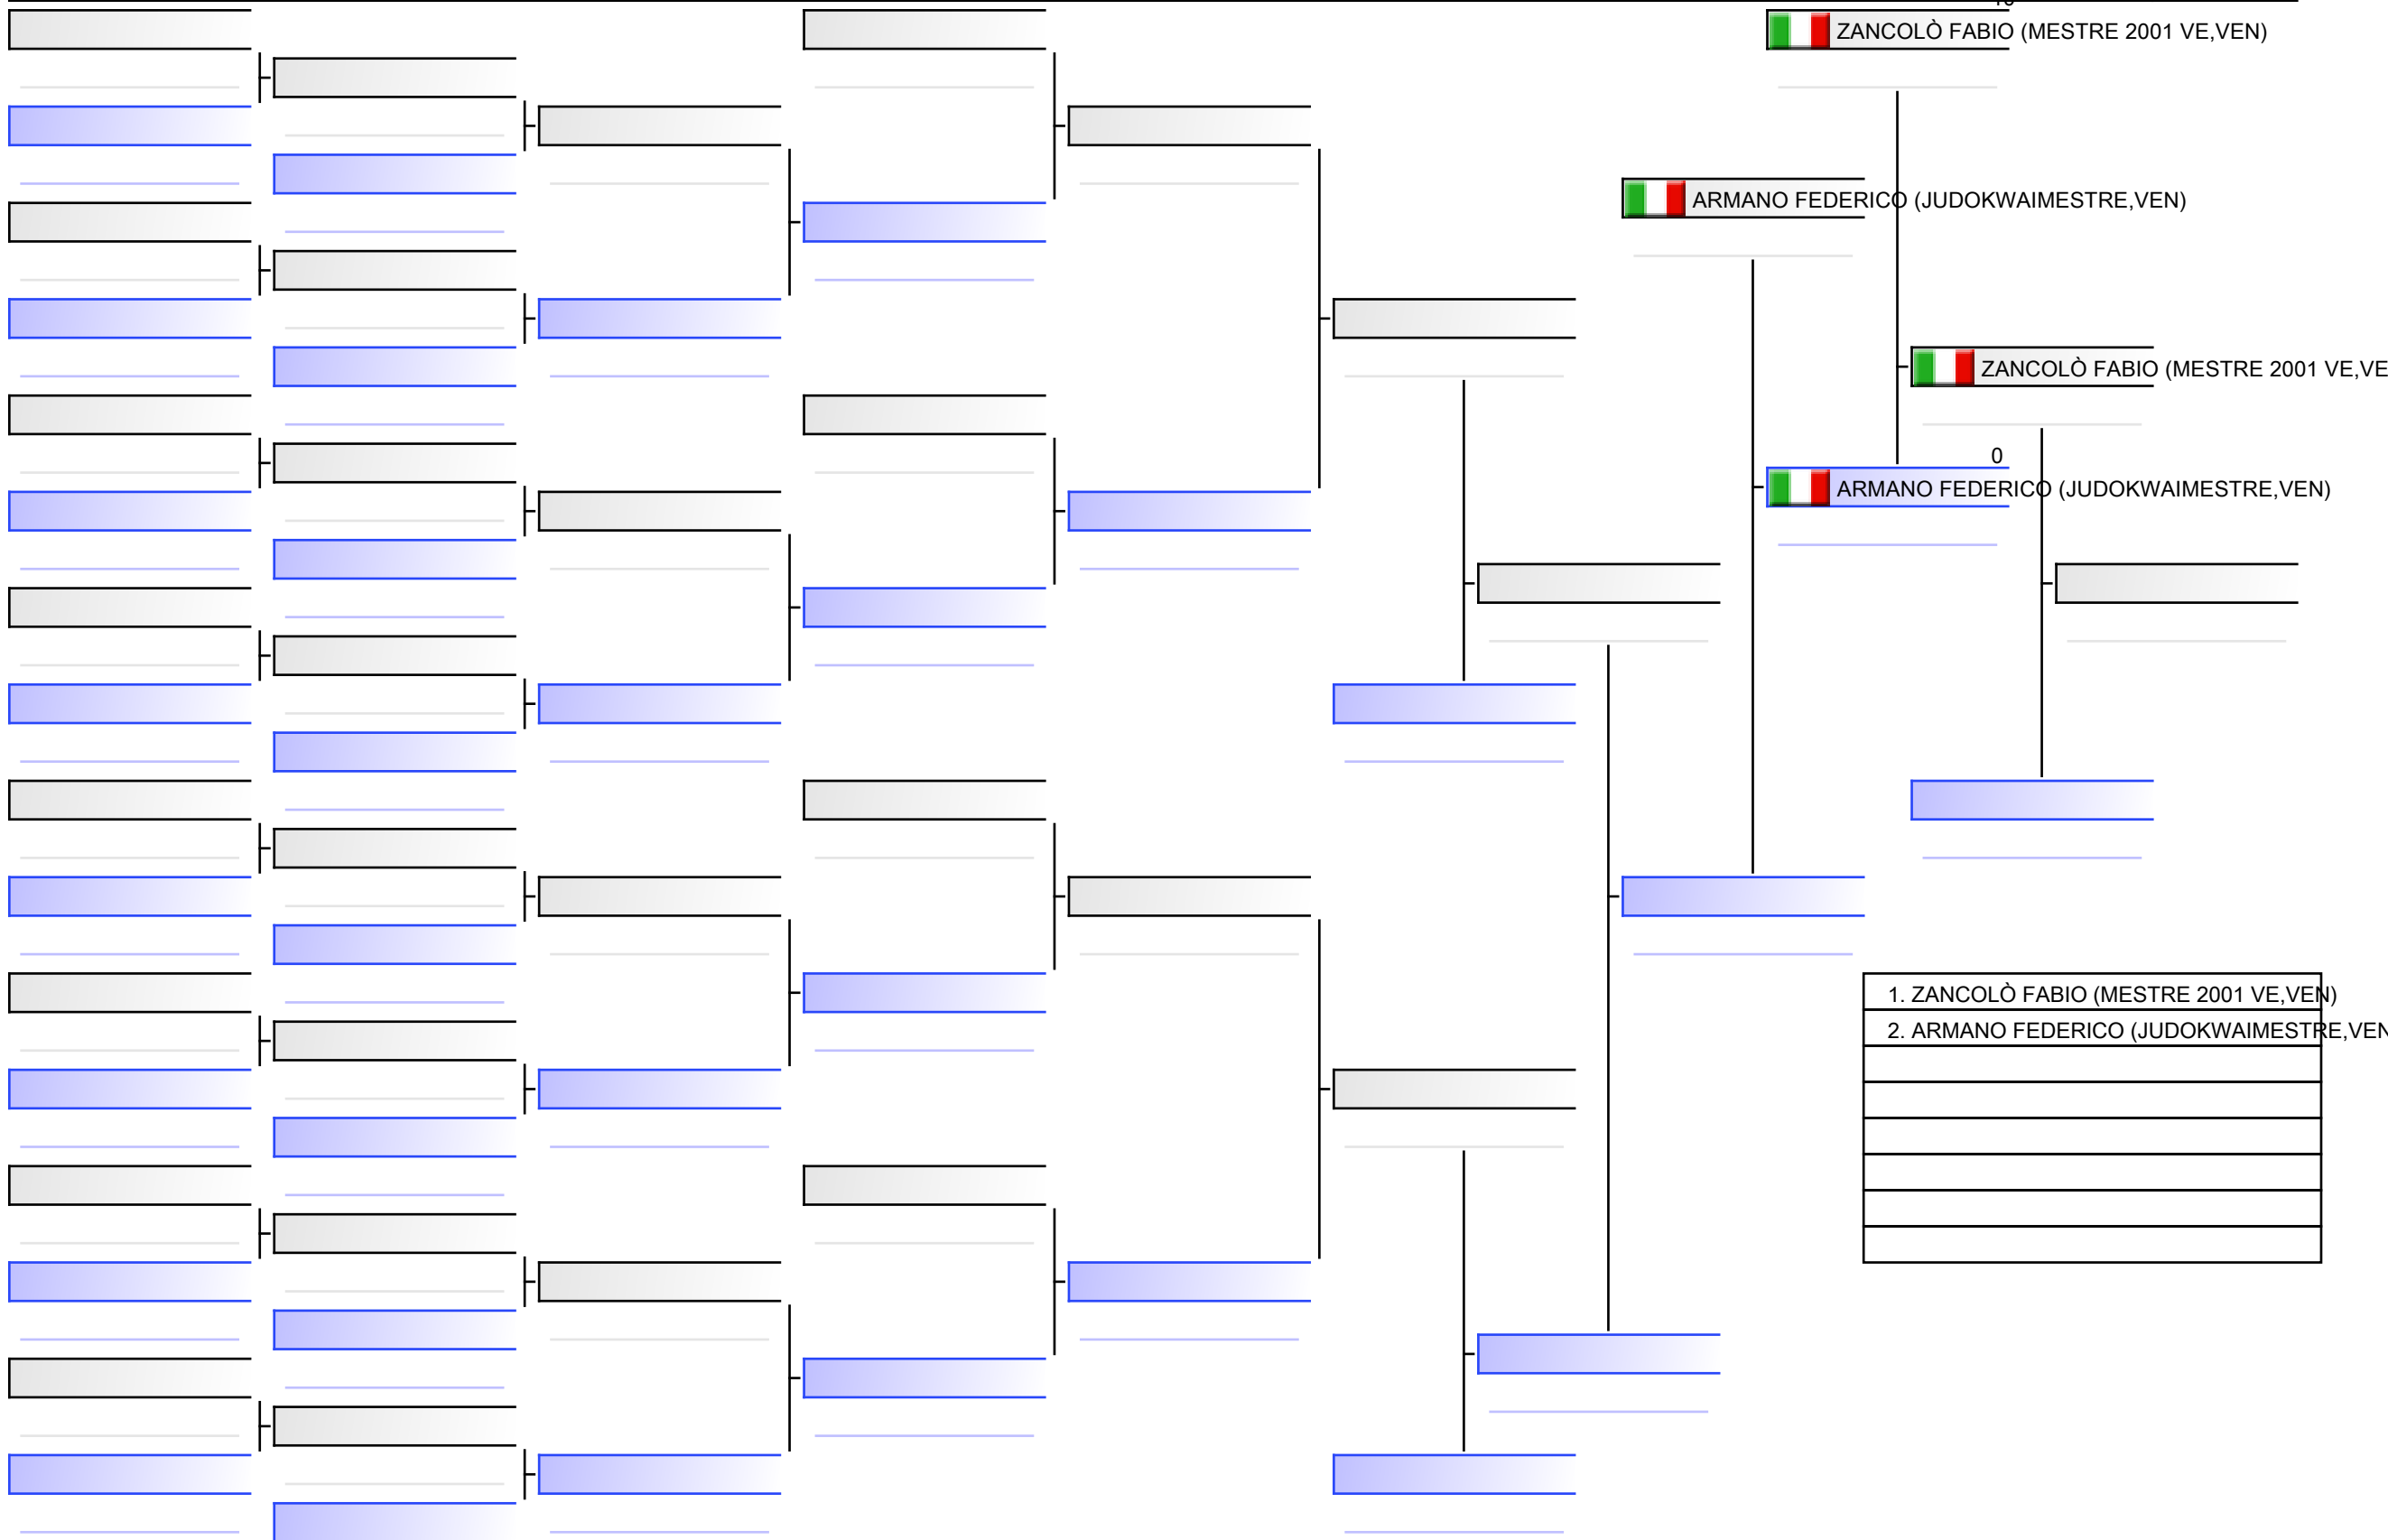 ZANCOLÒ FABIO (MESTRE 2001 VE,VEN)
ARMANO FEDERICO (JUDOKWAIMESTRE,VEN)
ZANCOLÒ FABIO (MESTRE 2001 VE,VE
0
ARMANO FEDERICO (JUDOKWAIMESTRE,VEN)
1. ZANCOLÒ FABIO (MESTRE 2001 VE,VEN)
2. ARMANO FEDERICO (JUDOKWAIMESTRE,VEN